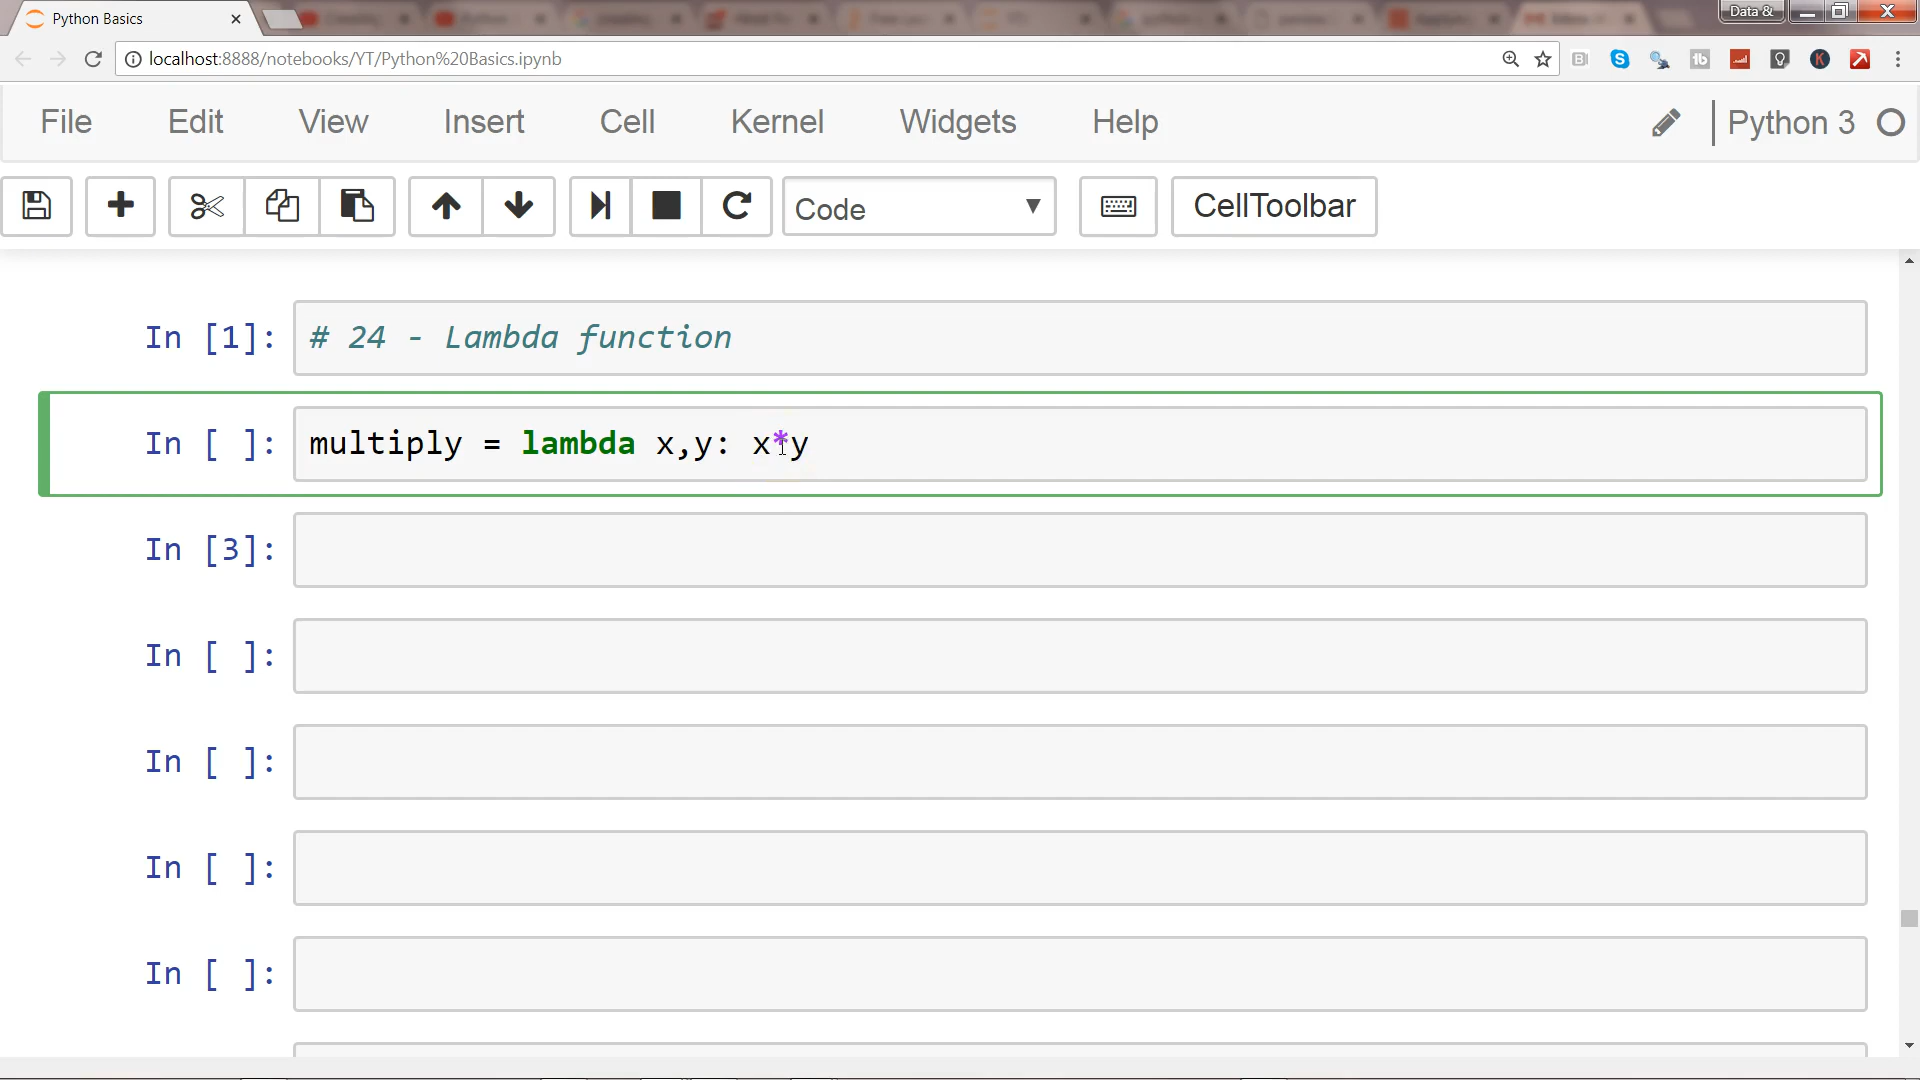 Python Basics
Data &
localhost:8888/notebooks/YT/Python%20Basics.ipynb
File Edit View Insert Cell Kernel Widgets Help Python 3
Code CellToolbar
In [1]: # 24 - Lambda function
In [ ]: multiply = lambda x,y: x*y
In [3]:
In [ ]:
In [ ]:
In [ ]:
In [ ]: